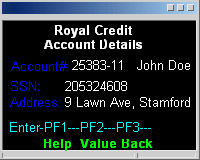 Royal Credit
Account Details
Account# 25383-11 John Doe
SSN: 205324608
Address 9 Lawn Ave, Stamford
Enter-PF1---PF2---PF3---
Help Value Back